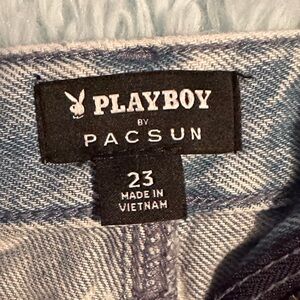 PLAYBOY
BY
PACSUN
23
MADE IN
VIETNAM